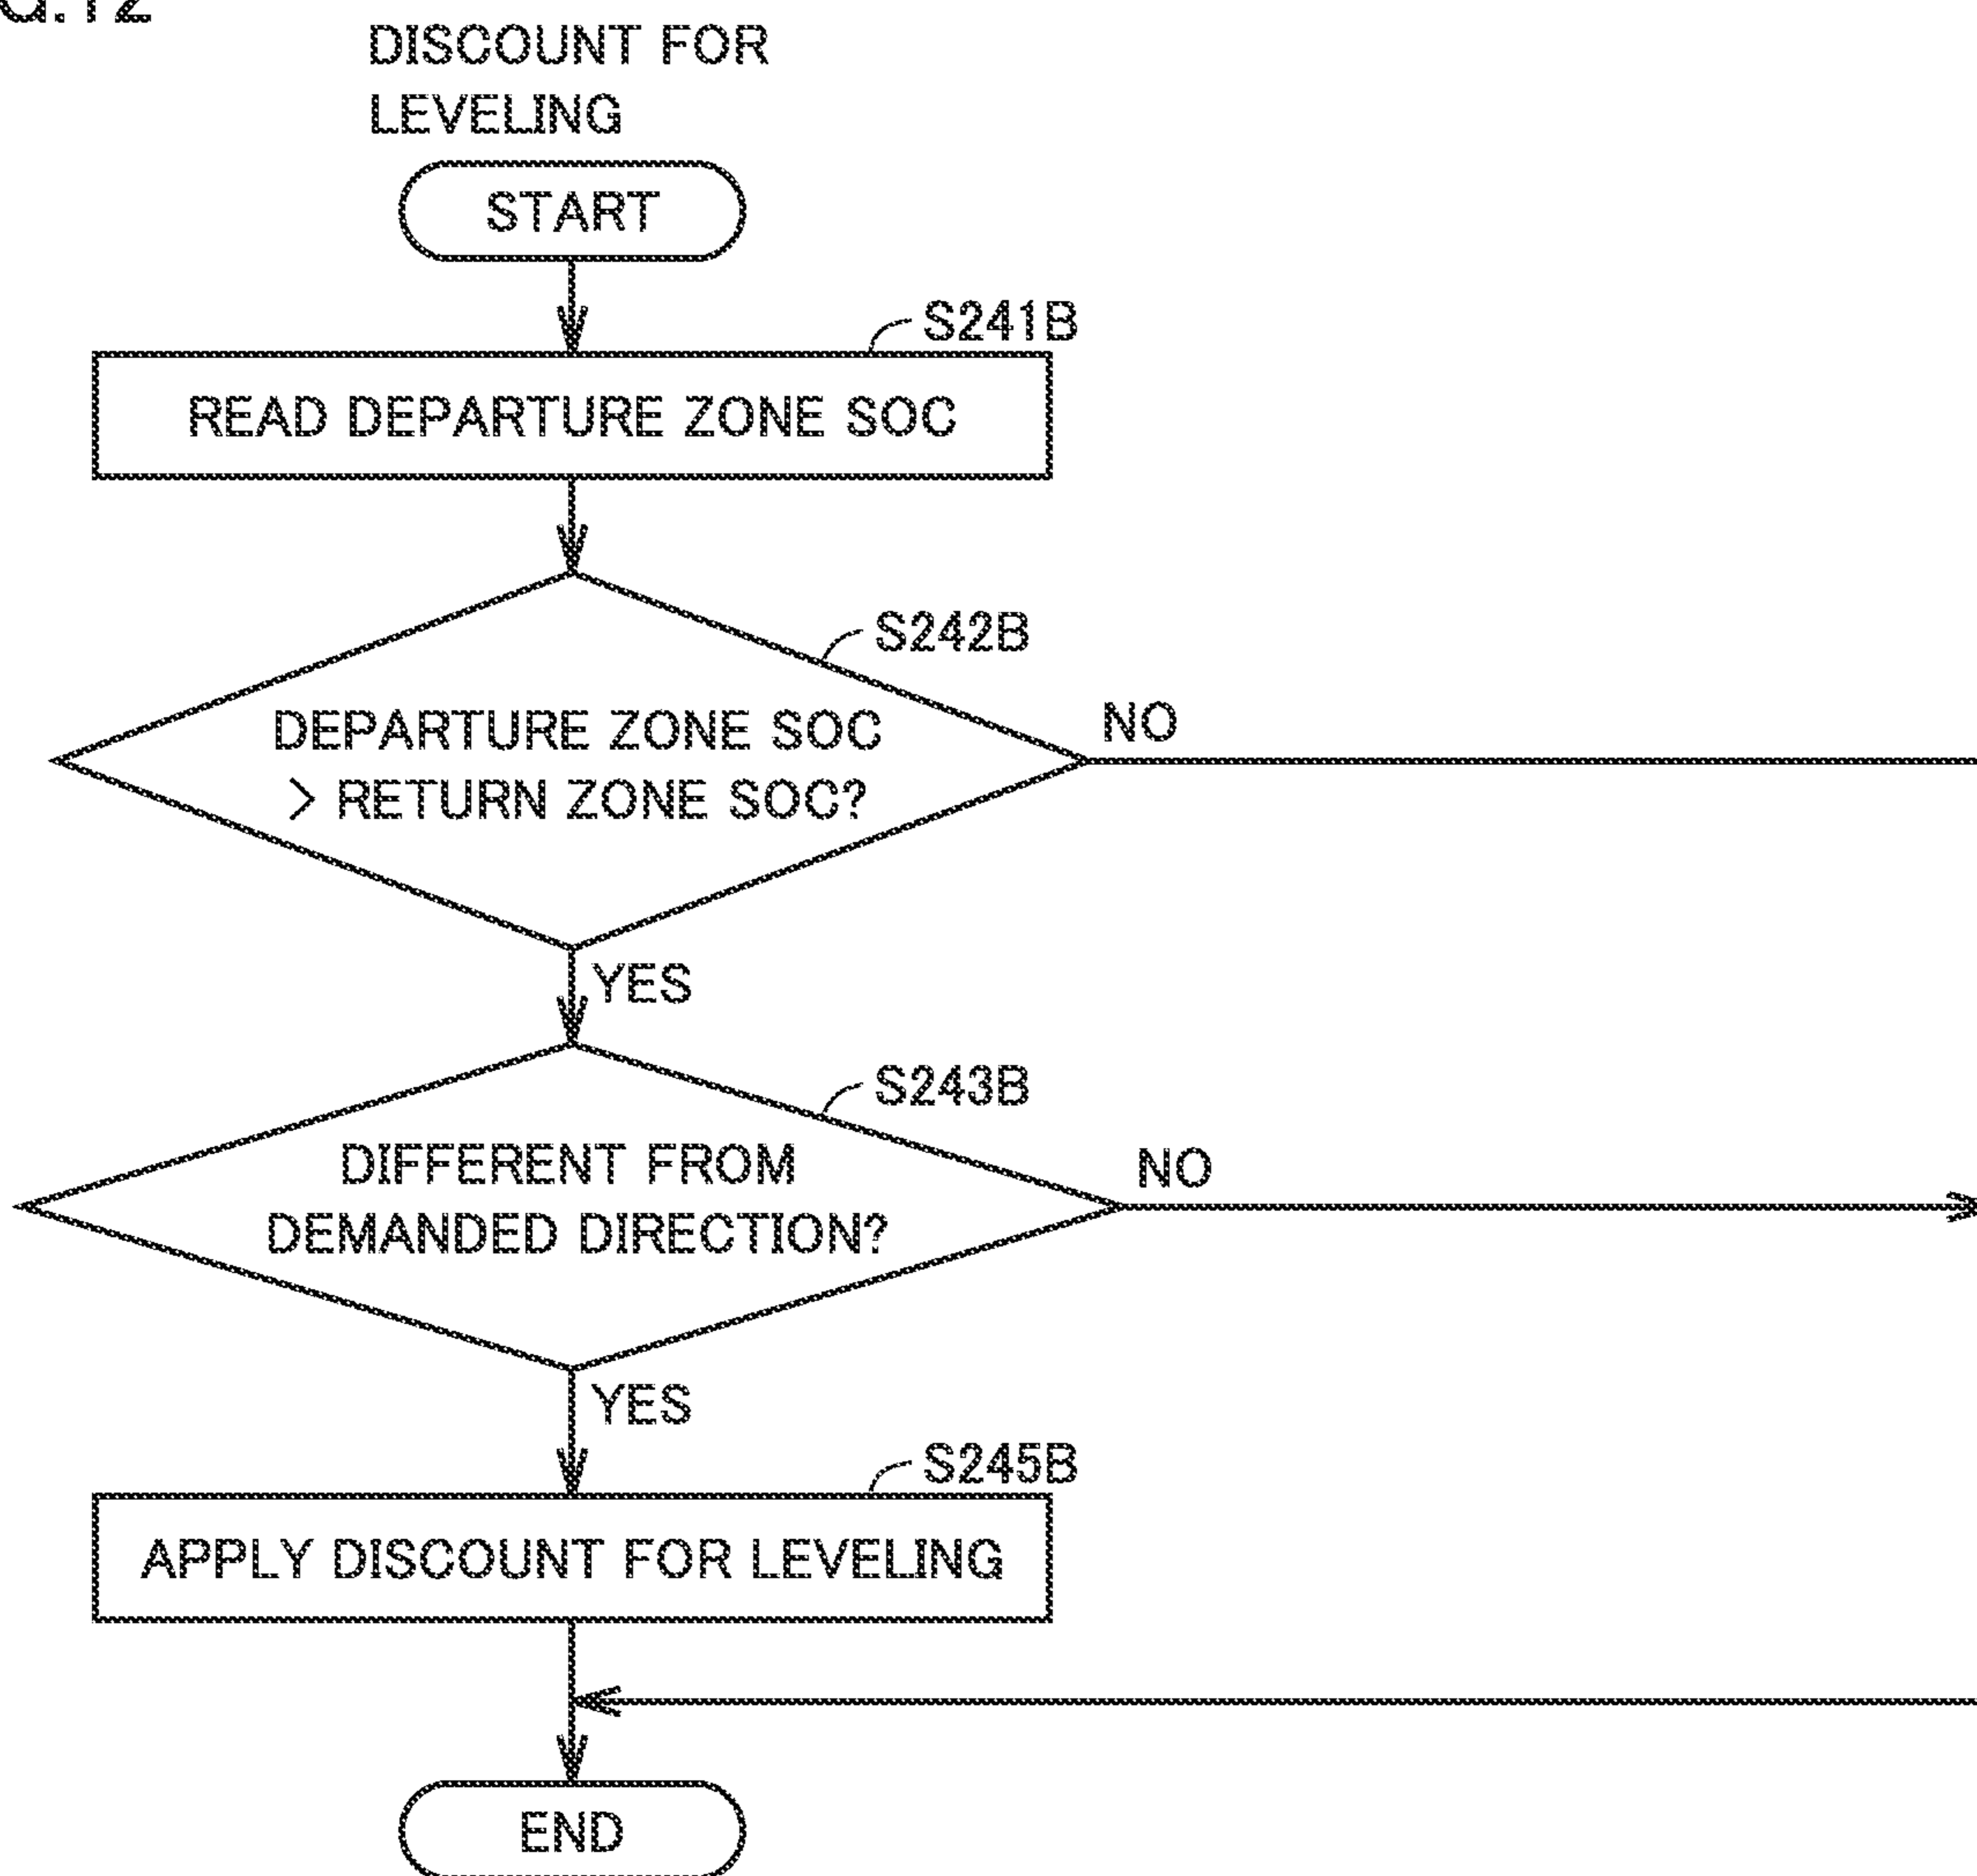 G.12
DISCOUNT FOR
LEVELING
START
S241B
READ DEPARTURE ZONE SOC
S242B
DEPARTURE ZONE SOC
> RETURN ZONE SOC?
NO
YES
S243B
DIFFERENT FROM
DEMANDED DIRECTION?
NO
YES
S245B
APPLY DISCOUNT FOR LEVELING
END